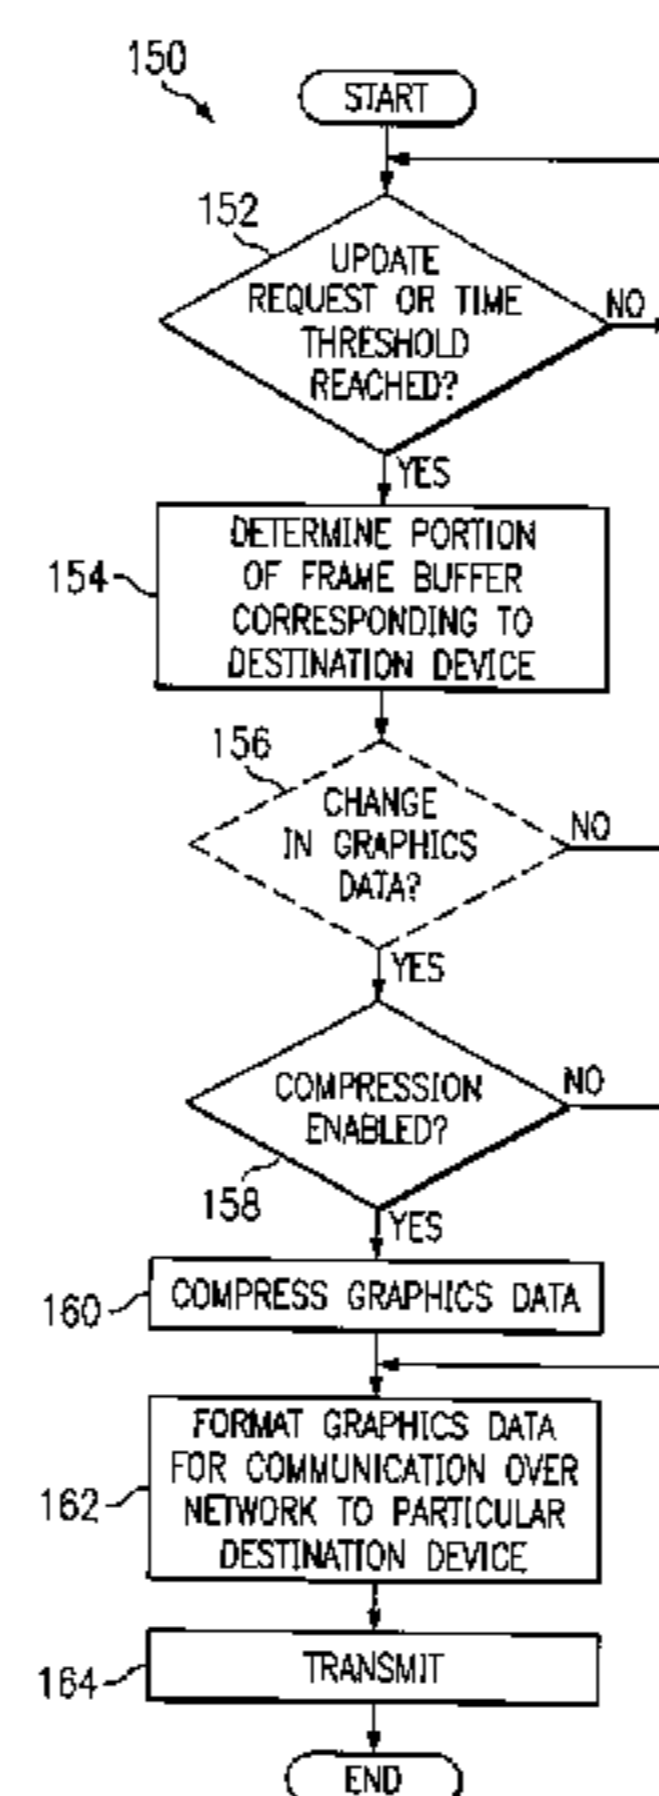 150
START
152
UPDATE
REQUEST OR TIME
THRESHOLD
REACHED?
NO
YES
154
DETERMINE PORTION
OF FRAME BUFFER
CORRESPONDING TO
DESTINATION DEVICE
156
CHANGE
IN GRAPHICS
DATA?
NO
YES
COMPRESSION
ENABLED?
NO
158
YES
160
COMPRESS GRAPHICS DATA
162
FORMAT GRAPHICS DATA
FOR COMMUNICATION OVER
NETWORK TO PARTICULAR
DESTINATION DEVICE
164
TRANSMIT
END